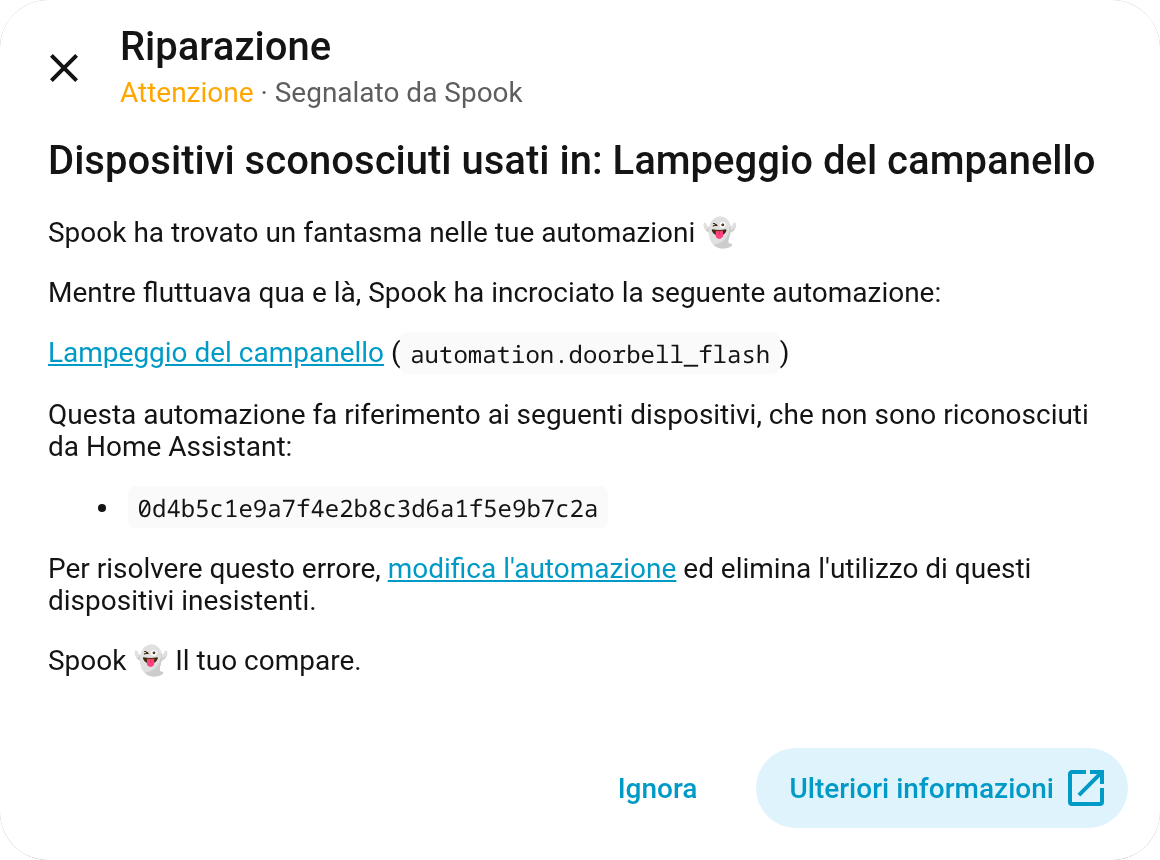 Riparazione
Attenzione · Segnalato da Spook
Dispositivi sconosciuti usati in: Lampeggio del campanello
Spook ha trovato un fantasma nelle tue automazioni 👻
Mentre fluttuava qua e là, Spook ha incrociato la seguente automazione:
Lampeggio del campanello (automation.doorbell_flash)
Questa automazione fa riferimento ai seguenti dispositivi, che non sono riconosciuti
da Home Assistant:
• 0d4b5c1e9a7f4e2b8c3d6a1f5e9b7c2a
Per risolvere questo errore, modifica l'automazione ed elimina l'utilizzo di questi
dispositivi inesistenti.
Spook 👻 Il tuo compare.
Ignora
Ulteriori informazioni